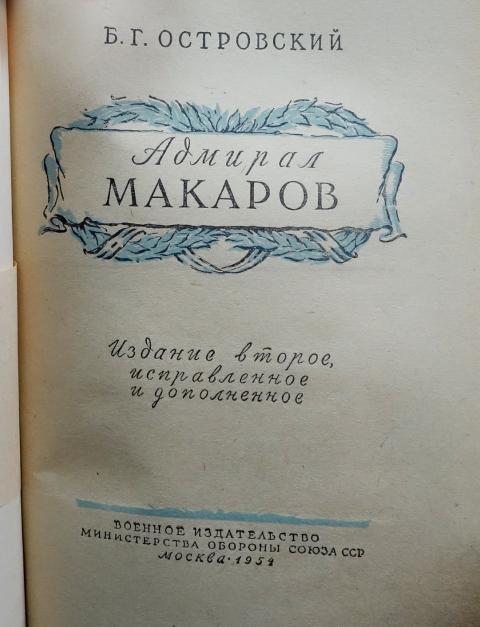 Б. Г. ОСТРОВСКИЙ
Адмирал
МАКАРОВ
Издание второе,
исправленное
и дополненное
ВОЕННОЕ ИЗДАТЕЛЬСТВО
МИНИСТЕРСТВА ОБОРОНЫ СОЮЗА ССР
МОСКВА · 1954